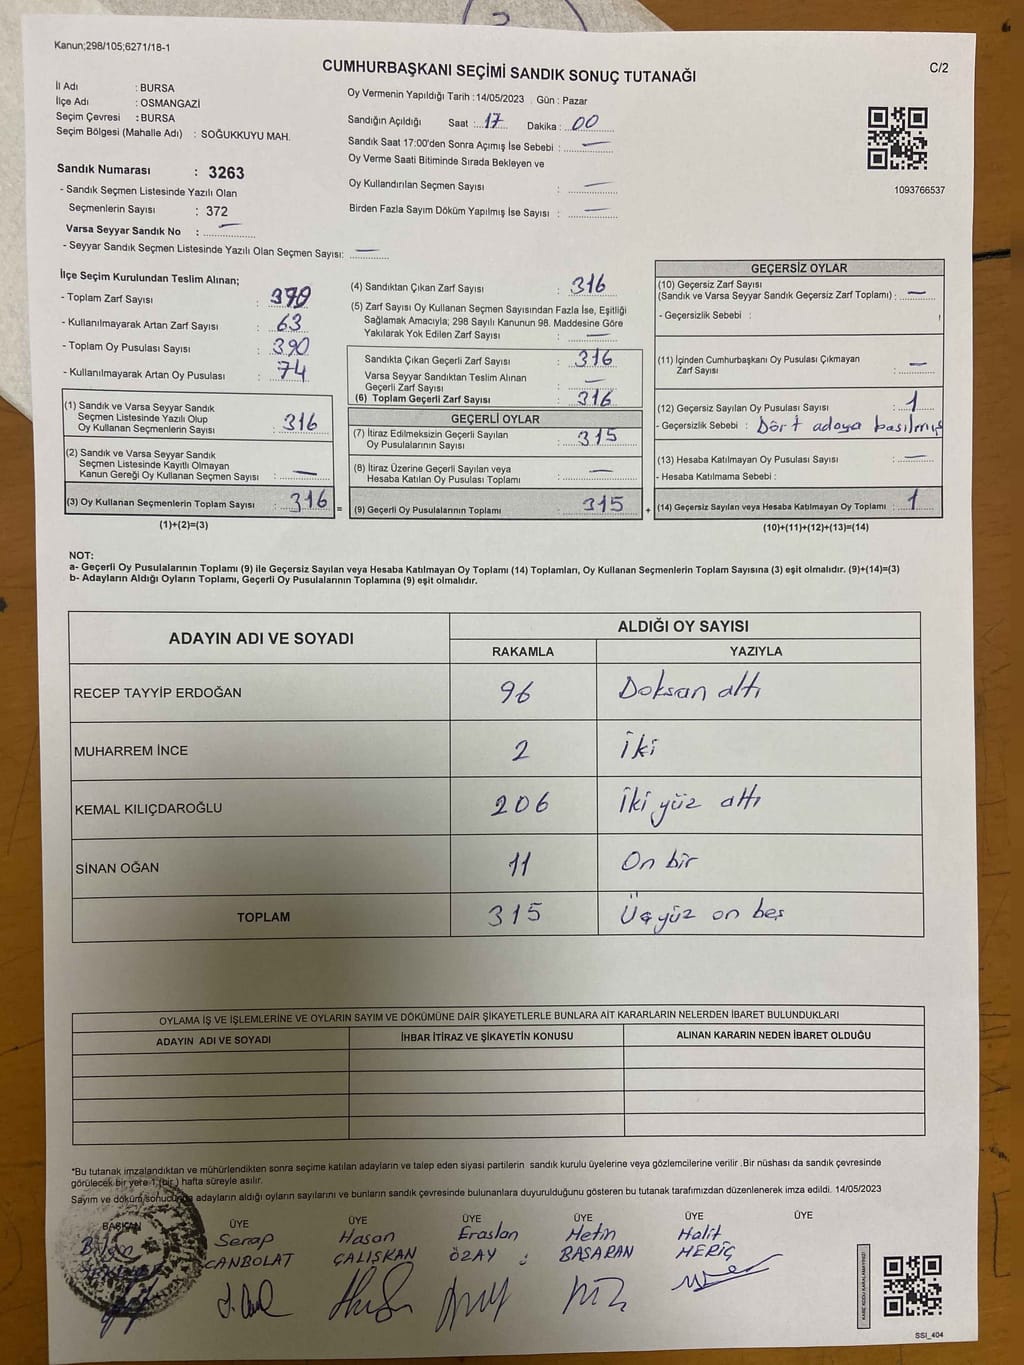 Kanun;298/105;6271/18-1
CUMHURBAŞKANI SEÇİMİ SANDIK SONUÇ TUTANAĞI
C/2
İl Adı : BURSA
İlçe Adı : OSMANGAZİ
Seçim Çevresi : BURSA
Seçim Bölgesi (Mahalle Adı) : SOĞUKKUYU MAH.
Oy Vermenin Yapıldığı Tarih : 14/05/2023 Gün : Pazar
Sandığın Açıldığı Saat : 17 Dakika : 00
Sandık Saat 17:00'den Sonra Açımış İse Sebebi : —
Oy Verme Saati Bitiminde Sırada Bekleyen ve
Oy Kullandırılan Seçmen Sayısı : —
Birden Fazla Sayım Döküm Yapılmış İse Sayısı : —
1093766537
Sandık Numarası : 3263
- Sandık Seçmen Listesinde Yazılı Olan
Seçmenlerin Sayısı : 372
Varsa Seyyar Sandık No : —
- Seyyar Sandık Seçmen Listesinde Yazılı Olan Seçmen Sayısı: —
İlçe Seçim Kurulundan Teslim Alınan;
- Toplam Zarf Sayısı :
- Kullanılmayarak Artan Zarf Sayısı : 63
- Toplam Oy Pusulası Sayısı : 390
- Kullanılmayarak Artan Oy Pusulası : 74
(1) Sandık ve Varsa Seyyar Sandık
Seçmen Listesinde Yazılı Olup
Oy Kullanan Seçmenlerin Sayısı : 316
(2) Sandık ve Varsa Seyyar Sandık
Seçmen Listesinde Kayıtlı Olmayan
Kanun Gereği Oy Kullanan Seçmen Sayısı : —
(3) Oy Kullanan Seçmenlerin Toplam Sayısı : 316
(1)+(2)=(3)
(4) Sandıktan Çıkan Zarf Sayısı : 316
(5) Zarf Sayısı Oy Kullanan Seçmen Sayısından Fazla İse, Eşitliği
Sağlamak Amacıyla; 298 Sayılı Kanunun 98. Maddesine Göre
Yakılarak Yok Edilen Zarf Sayısı : —
Sandıkta Çıkan Geçerli Zarf Sayısı : 316
Varsa Seyyar Sandıktan Teslim Alınan
Geçerli Zarf Sayısı : —
(6) Toplam Geçerli Zarf Sayısı : 316
GEÇERLİ OYLAR
(7) İtiraz Edilmeksizin Geçerli Sayılan
Oy Pusulalarının Sayısı : 315
(8) İtiraz Üzerine Geçerli Sayılan veya
Hesaba Katılan Oy Pusulası Toplamı : —
= (9) Geçerli Oy Pusulalarının Toplamı : 315
GEÇERSİZ OYLAR
(10) Geçersiz Zarf Sayısı
(Sandık ve Varsa Seyyar Sandık Geçersiz Zarf Toplamı) : —
- Geçersizlik Sebebi :
(11) İçinden Cumhurbaşkanı Oy Pusulası Çıkmayan
Zarf Sayısı : —
(12) Geçersiz Sayılan Oy Pusulası Sayısı : 1
- Geçersizlik Sebebi : Dört adaya basılmış
(13) Hesaba Katılmayan Oy Pusulası Sayısı : —
- Hesaba Katılmama Sebebi :
+ (14) Geçersiz Sayılan veya Hesaba Katılmayan Oy Toplamı : 1
(10)+(11)+(12)+(13)=(14)
NOT:
a- Geçerli Oy Pusulalarının Toplamı (9) ile Geçersiz Sayılan veya Hesaba Katılmayan Oy Toplamı (14) Toplamları, Oy Kullanan Seçmenlerin Toplam Sayısına (3) eşit olmalıdır. (9)+(14)=(3)
b- Adayların Aldığı Oyların Toplamı, Geçerli Oy Pusulalarının Toplamına (9) eşit olmalıdır.
ADAYIN ADI VE SOYADI
ALDIĞI OY SAYISI
RAKAMLA YAZIYLA
RECEP TAYYİP ERDOĞAN 96 Doksan altı
MUHARREM İNCE 2 İki
KEMAL KILIÇDAROĞLU 206 İki yüz altı
SİNAN OĞAN 11 On bir
TOPLAM 315 Üçyüz on beş
OYLAMA İŞ VE İŞLEMLERİNE VE OYLARIN SAYIM VE DÖKÜMÜNE DAİR ŞİKAYETLERLE BUNLARA AİT KARARLARIN NELERDEN İBARET BULUNDUKLARI
ADAYIN ADI VE SOYADI İHBAR İTİRAZ VE ŞİKAYETİN KONUSU ALINAN KARARIN NEDEN İBARET OLDUĞU
*Bu tutanak imzalandıktan ve mühürlendikten sonra seçime katılan adayların ve talep eden siyasi partilerin sandık kurulu üyelerine veya gözlemcilerine verilir .Bir nüshası da sandık çevresinde
görülecek bir yere 1 (bir) hafta süreyle asılır.
Sayım ve döküm sonucunda adayların aldığı oyların sayılarını ve bunların sandık çevresinde bulunanlara duyurulduğunu gösteren bu tutanak tarafımızdan düzenlenerek imza edildi. 14/05/2023
BAŞKAN ÜYE ÜYE ÜYE ÜYE ÜYE ÜYE
Serap Hasan Eraslan Metin Halit
CANBOLAT ÇALIŞKAN ÖZAY BAŞARAN MERİÇ
KARE KODU KARALAMAYINIZ!
SSI_404